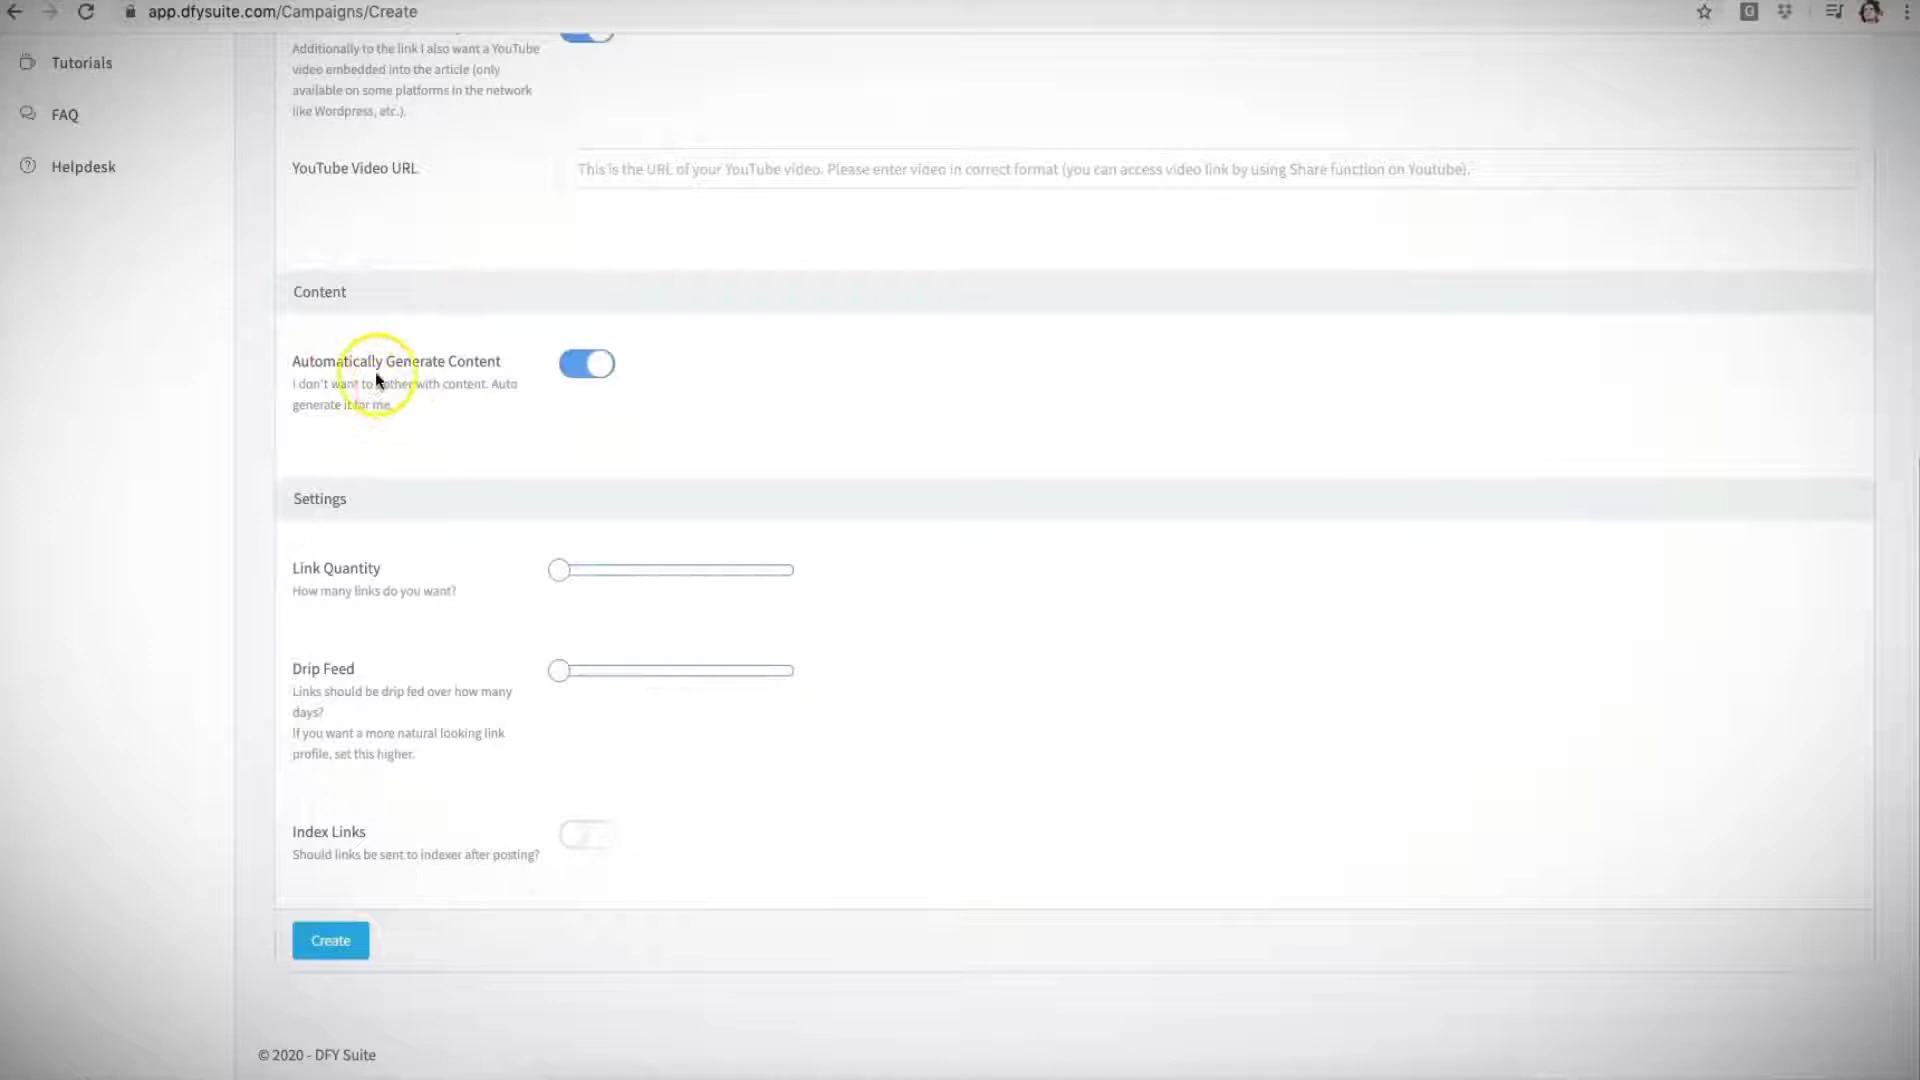 app.dfysuite.com/Campaigns/Create
Tutorials
FAQ
Helpdesk
Additionally to the link I also want a YouTube
video embedded into the article (only
available on some platforms in the network
like Wordpress, etc.).
YouTube Video URL
This is the URL of your YouTube video. Please enter video in correct format (you can access video link by using Share function on Youtube).
Content
Automatically Generate Content
I don't want to bother with content. Auto
generate it for me.
Settings
Link Quantity
How many links do you want?
Drip Feed
Links should be drip fed over how many
days?
If you want a more natural looking link
profile, set this higher.
Index Links
Should links be sent to indexer after posting?
Create
© 2020 - DFY Suite